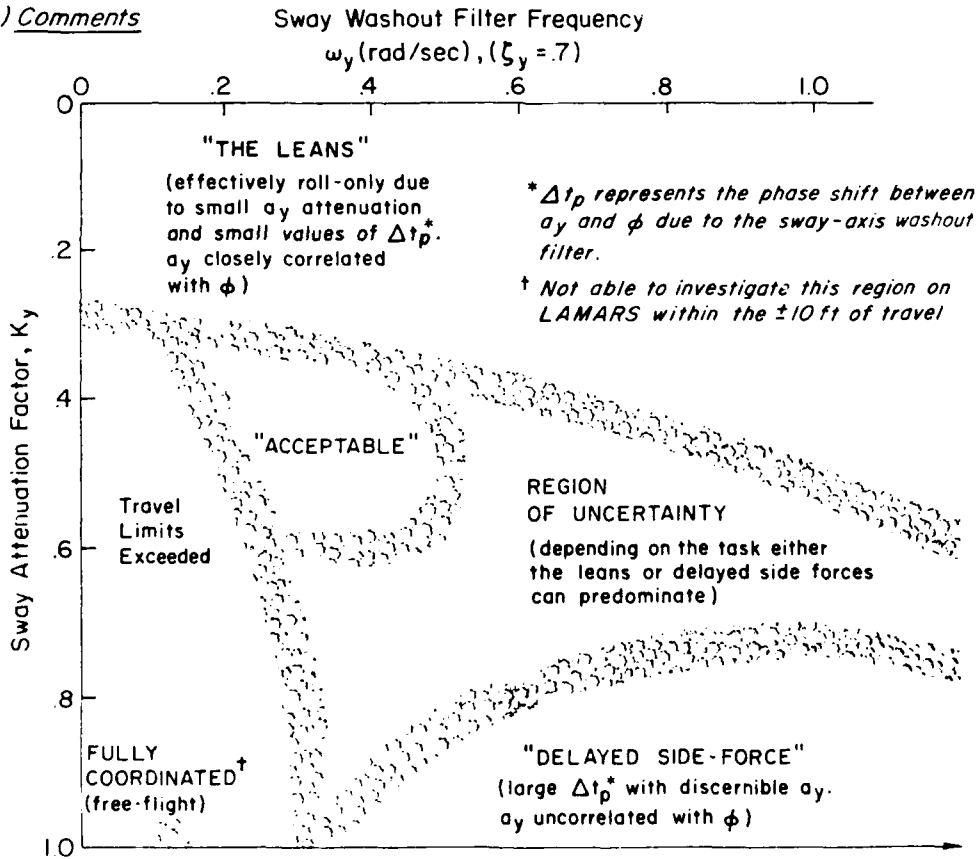 ) Comments
Sway Washout Filter Frequency
ω_y (rad/sec), (ζ_y = .7)
0 .2 .4 .6 .8 1.0
Sway Attenuation Factor, K_y
0
.2
.4
.6
.8
1.0
"THE LEANS"
(effectively roll-only due
to small a_y attenuation
and small values of Δt_p*.
a_y closely correlated
with ϕ)
* Δt_p represents the phase shift between
a_y and ϕ due to the sway-axis washout
filter.
† Not able to investigate this region on
LAMARS within the ±10 ft of travel
"ACCEPTABLE"
Travel
Limits
Exceeded
REGION
OF UNCERTAINTY
(depending on the task either
the leans or delayed side forces
can predominate)
FULLY
COORDINATED†
(free-flight)
"DELAYED SIDE-FORCE"
(large Δt_p* with discernible a_y.
a_y uncorrelated with ϕ)